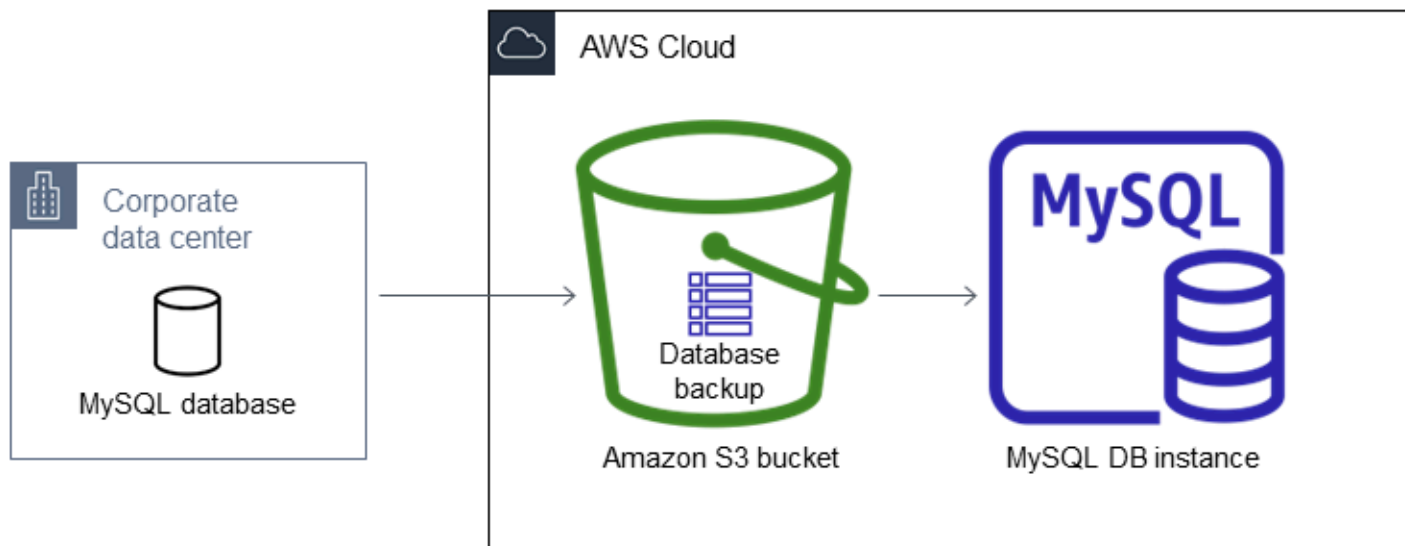 AWS Cloud
Corporate
data center
MySQL database
Database
backup
Amazon S3 bucket
MySQL
MySQL DB instance